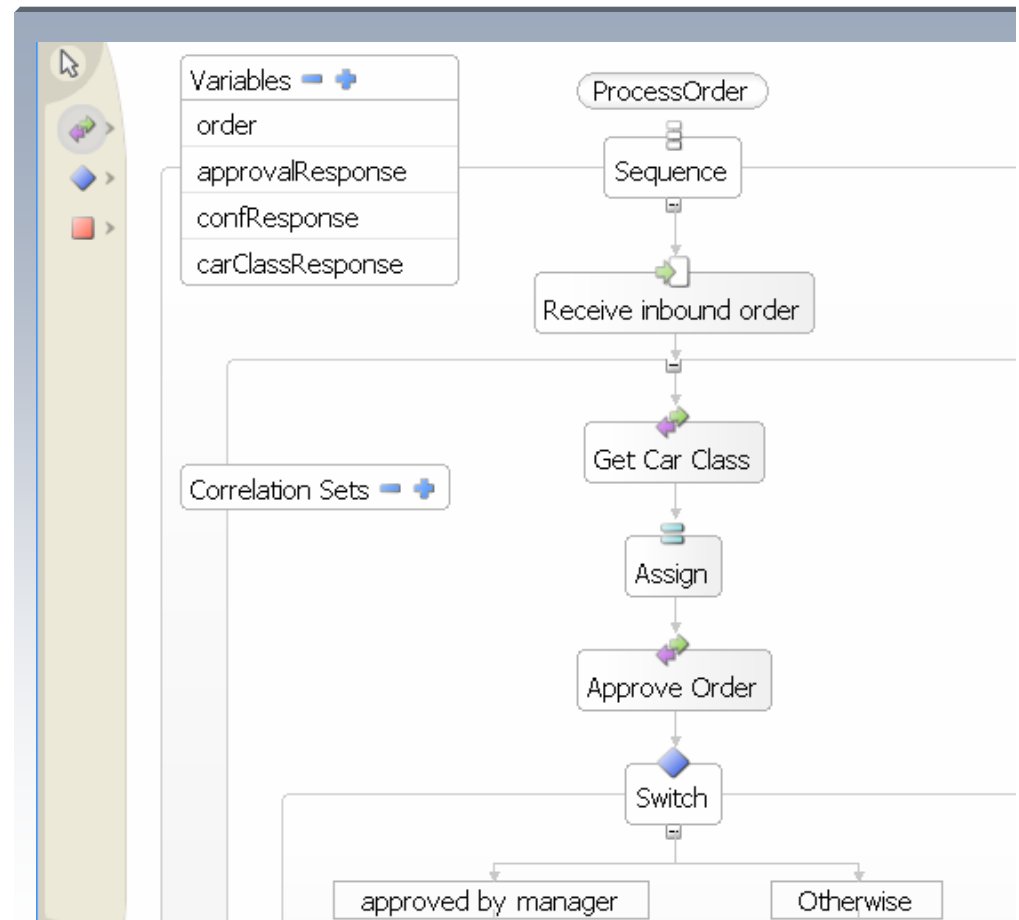 Variables
order
approvalResponse
confResponse
carClassResponse
ProcessOrder
Sequence
Receive inbound order
Get Car Class
Correlation Sets
Assign
Approve Order
Switch
approved by manager
Otherwise